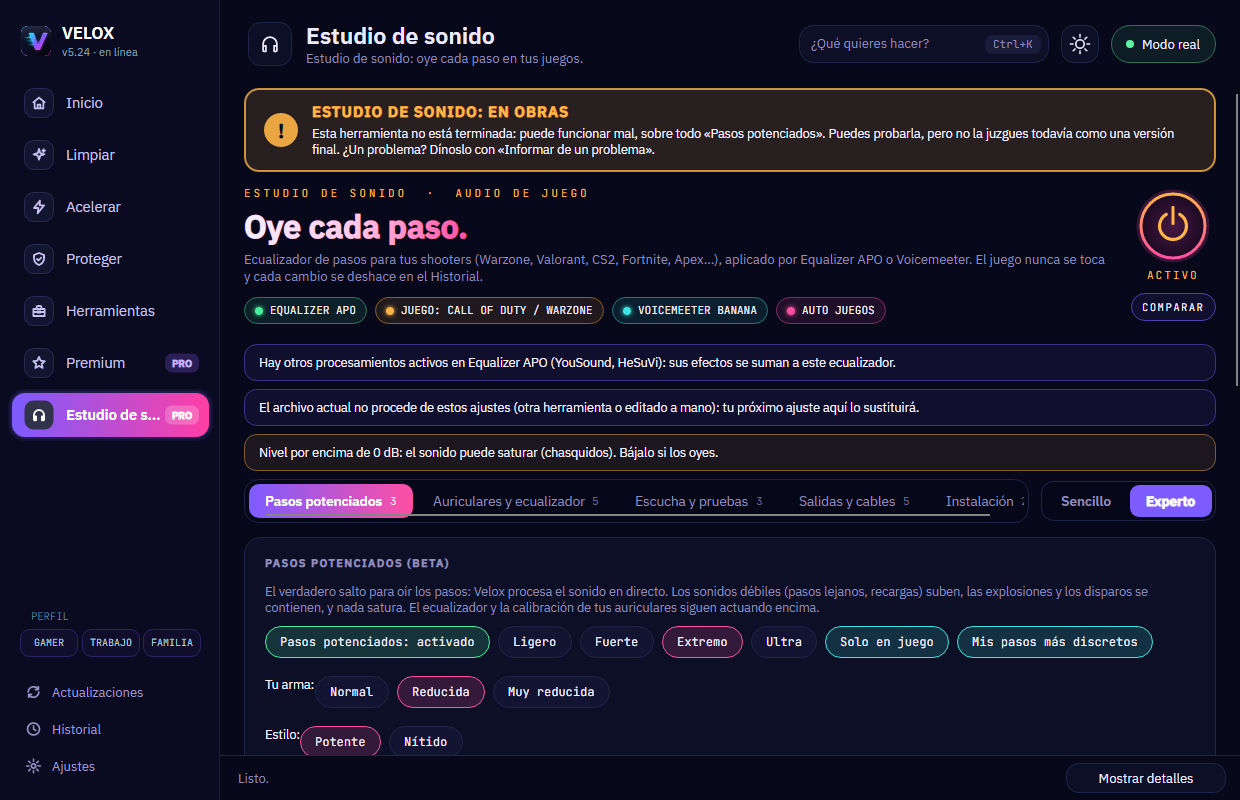 VELOX
v5.24 · en línea
Inicio
Limpiar
Acelerar
Proteger
Herramientas
Premium PRO
Estudio de s... PRO
PERFIL
GAMER TRABAJO FAMILIA
Actualizaciones
Historial
Ajustes
Estudio de sonido
Estudio de sonido: oye cada paso en tus juegos.
¿Qué quieres hacer? Ctrl+K
Modo real
! ESTUDIO DE SONIDO: EN OBRAS
Esta herramienta no está terminada: puede funcionar mal, sobre todo «Pasos potenciados». Puedes probarla, pero no la juzgues todavía como una versión
final. ¿Un problema? Dínoslo con «Informar de un problema».
ESTUDIO DE SONIDO · AUDIO DE JUEGO
Oye cada paso.
Ecualizador de pasos para tus shooters (Warzone, Valorant, CS2, Fortnite, Apex...), aplicado por Equalizer APO o Voicemeeter. El juego nunca se toca
y cada cambio se deshace en el Historial.
EQUALIZER APO JUEGO: CALL OF DUTY / WARZONE VOICEMEETER BANANA AUTO JUEGOS
ACTIVO
COMPARAR
Hay otros procesamientos activos en Equalizer APO (YouSound, HeSuVi): sus efectos se suman a este ecualizador.
El archivo actual no procede de estos ajustes (otra herramienta o editado a mano): tu próximo ajuste aquí lo sustituirá.
Nivel por encima de 0 dB: el sonido puede saturar (chasquidos). Bájalo si los oyes.
Pasos potenciados 3 Auriculares y ecualizador 5 Escucha y pruebas 3 Salidas y cables 5 Instalación
Sencillo Experto
PASOS POTENCIADOS (BETA)
El verdadero salto para oír los pasos: Velox procesa el sonido en directo. Los sonidos débiles (pasos lejanos, recargas) suben, las explosiones y los disparos se
contienen, y nada satura. El ecualizador y la calibración de tus auriculares siguen actuando encima.
Pasos potenciados: activado Ligero Fuerte Extremo Ultra Solo en juego Mis pasos más discretos
Tu arma: Normal Reducida Muy reducida
Estilo: Potente Nítido
Listo.
Mostrar detalles